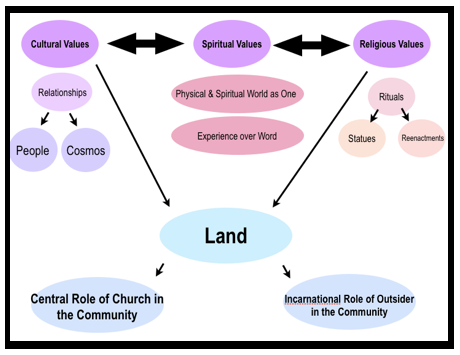 Cultural Values
Spiritual Values
Religious Values
Relationships
Physical & Spiritual World as One
Rituals
People
Cosmos
Experience over Word
Statues
Reenactments
Land
Central Role of Church in
the Community
Incarnational Role of Outsider
in the Community